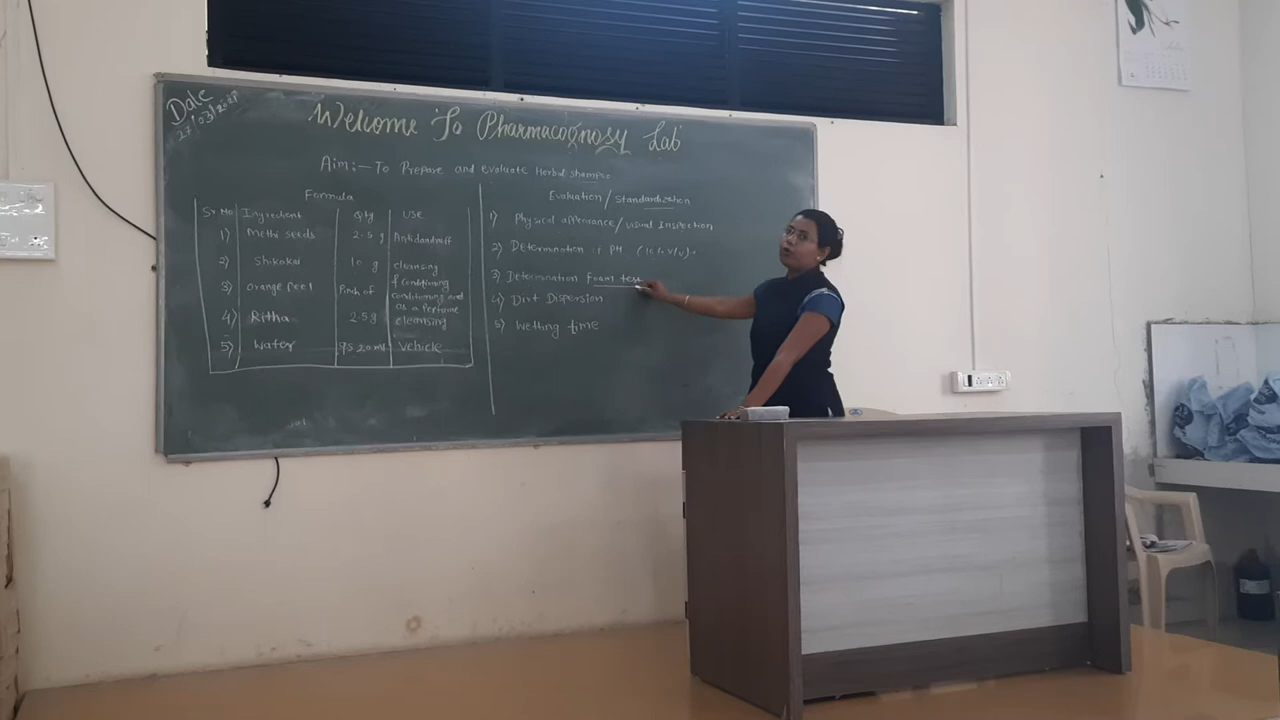 Date
27/03/2021
Welcome To Pharmacognosy Lab
Aim:- To Prepare and evaluate Herbal shampoo
Formula
Sr No Ingredient Qty Use
1) Methi seeds 2.5 g Antidandruff
2) Shikakai 10 g cleansing & conditioning
3) orange peel Pinch of conditioning and as a perfume
4) Ritha 2.5 g cleansing
5) Water qs 20 ml vehicle
Evaluation/Standardization
1) Physical appearance/visual Inspection
2) Determination of PH (10% v/v).
3) Determination foam test
4) Dirt Dispersion
5) Wetting time